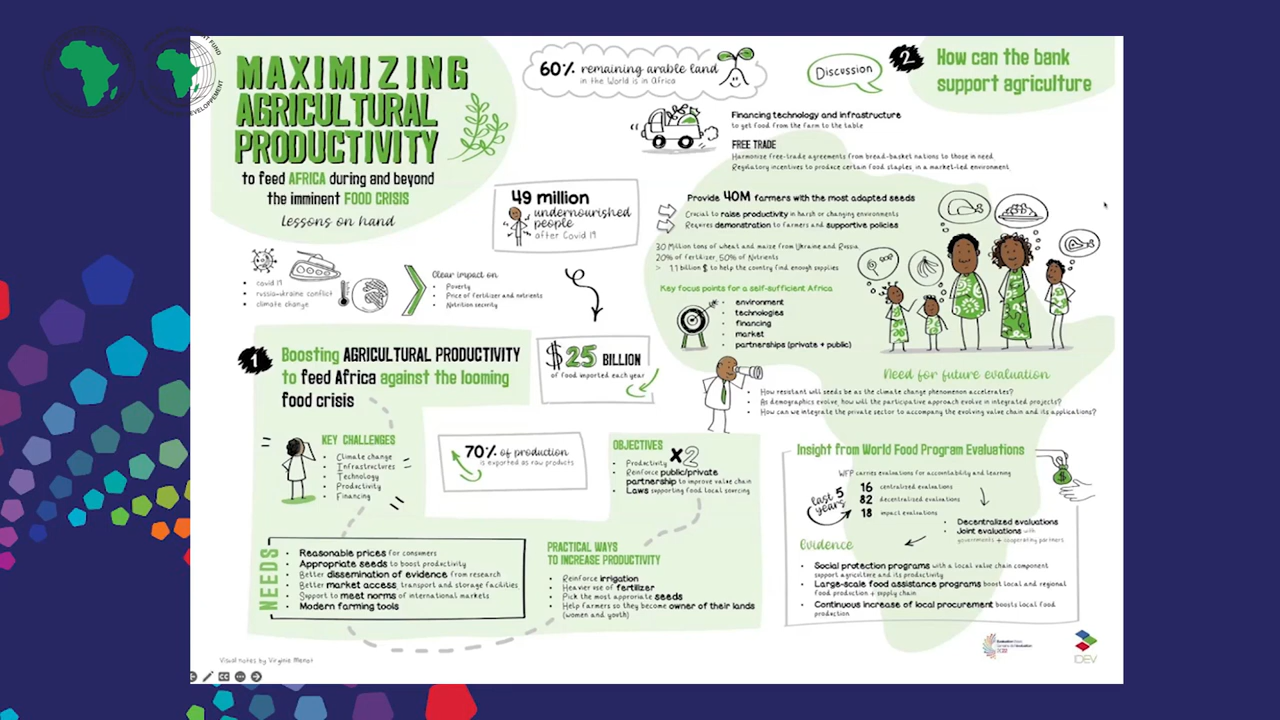 MAXIMIZING
AGRICULTURAL
PRODUCTIVITY
to feed AFRICA during and beyond
the imminent FOOD CRISIS
Lessons on hand
60% remaining arable land
in the World is in Africa
Discussion
2
How can the bank
support agriculture
Financing technology and infrastructure
to get food from the farm to the table
FREE TRADE
Harmonise free-trade agreements from bread-basket nations to those in need
Regulatory incentives to produce certain food staples, in a market-led environment
49 million
undernourished
people
after Covid 19
Provide 40M farmers with the most adapted seeds
Crucial to raise productivity in harsh or changing environments
Requires demonstration to farmers and supportive policies
30 Million tons of wheat and maize from Ukraine and Russia
20% of fertiliser, 50% of Nutrients
> 1.1 billion $ to help the country find enough supplies
Key focus points for a self-sufficient Africa
• environment
• technologies
• financing
• market
• partnerships (private + public)
• covid 19
• russia-ukraine conflict
• climate change
Clear impact on
• Poverty
• Price of fertilizer and nutrients
• Nutrition security
1
Boosting AGRICULTURAL PRODUCTIVITY
to feed Africa against the looming
food crisis
$25 BILLION
of food imported each year
KEY CHALLENGES
• Climate change
• Infrastructures
• Technology
• Productivity
• Financing
70% of production
is exported as raw products
OBJECTIVES
• Productivity x2
• Reinforce public/private
partnership to improve value chain
• Laws supporting food local sourcing
NEEDS
• Reasonable prices for consumers
• Appropriate seeds to boost productivity
• Better dissemination of evidence from research
• Better market access, transport and storage facilities
• Support to meet norms of international markets
• Modern farming tools
PRACTICAL WAYS
TO INCREASE PRODUCTIVITY
• Reinforce irrigation
• Heavier use of fertilizer
• Pick the most appropriate seeds
• Help farmers so they become owner of their lands
(women and youth)
Need for future evaluation
• How resistant will seeds be as the climate change phenomenon accelerates?
• As demographics evolve, how will the participative approach evolve in integrated projects?
• How can we integrate the private sector to accompany the evolving value chain and its applications?
Insight from World Food Program Evaluations
WFP carries evaluations for accountability and learning
last 5
years
16 centralized evaluations
82 decentralized evaluations
18 impact evaluations
• Decentralized evaluations
• Joint evaluations with
governments + cooperating partners
Evidence
• Social protection programs with a local value chain component
support agriculture and its productivity
• Large-scale food assistance programs boost local and regional
food production + supply chain
• Continuous increase of local procurement boosts local food
production
Visual notes by Virginie Menat
IDEV